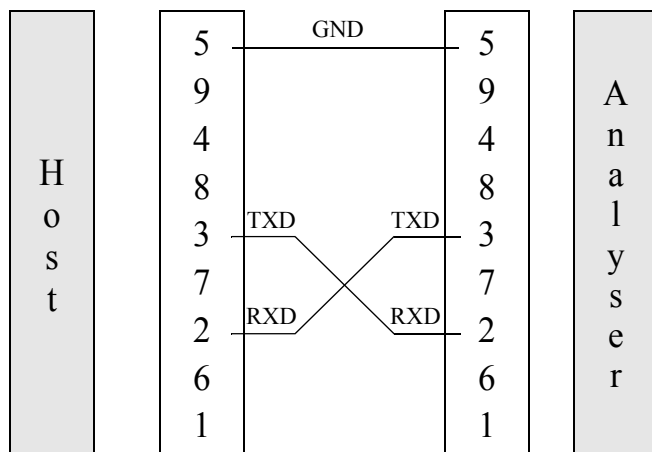 Host
5 GND 5
9 9
4 4
8 8
3 TXD TXD 3
7 7
2 RXD RXD 2
6 6
1 1
Analyser